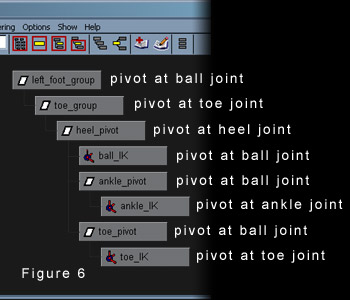 ering Options Show Help
left_foot_group pivot at ball joint
toe_group pivot at toe joint
heel_pivot pivot at heel joint
ball_IK pivot at ball joint
ankle_pivot pivot at ball joint
ankle_IK pivot at ankle joint
toe_pivot pivot at ball joint
toe_IK pivot at toe joint
Figure 6